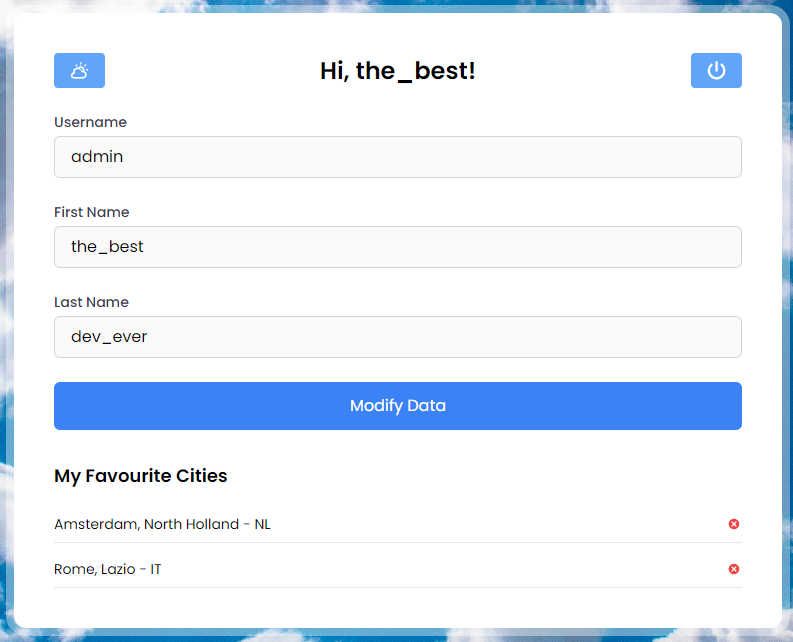 Hi, the_best!
Username
admin
First Name
the_best
Last Name
dev_ever
Modify Data
My Favourite Cities
Amsterdam, North Holland - NL
Rome, Lazio - IT